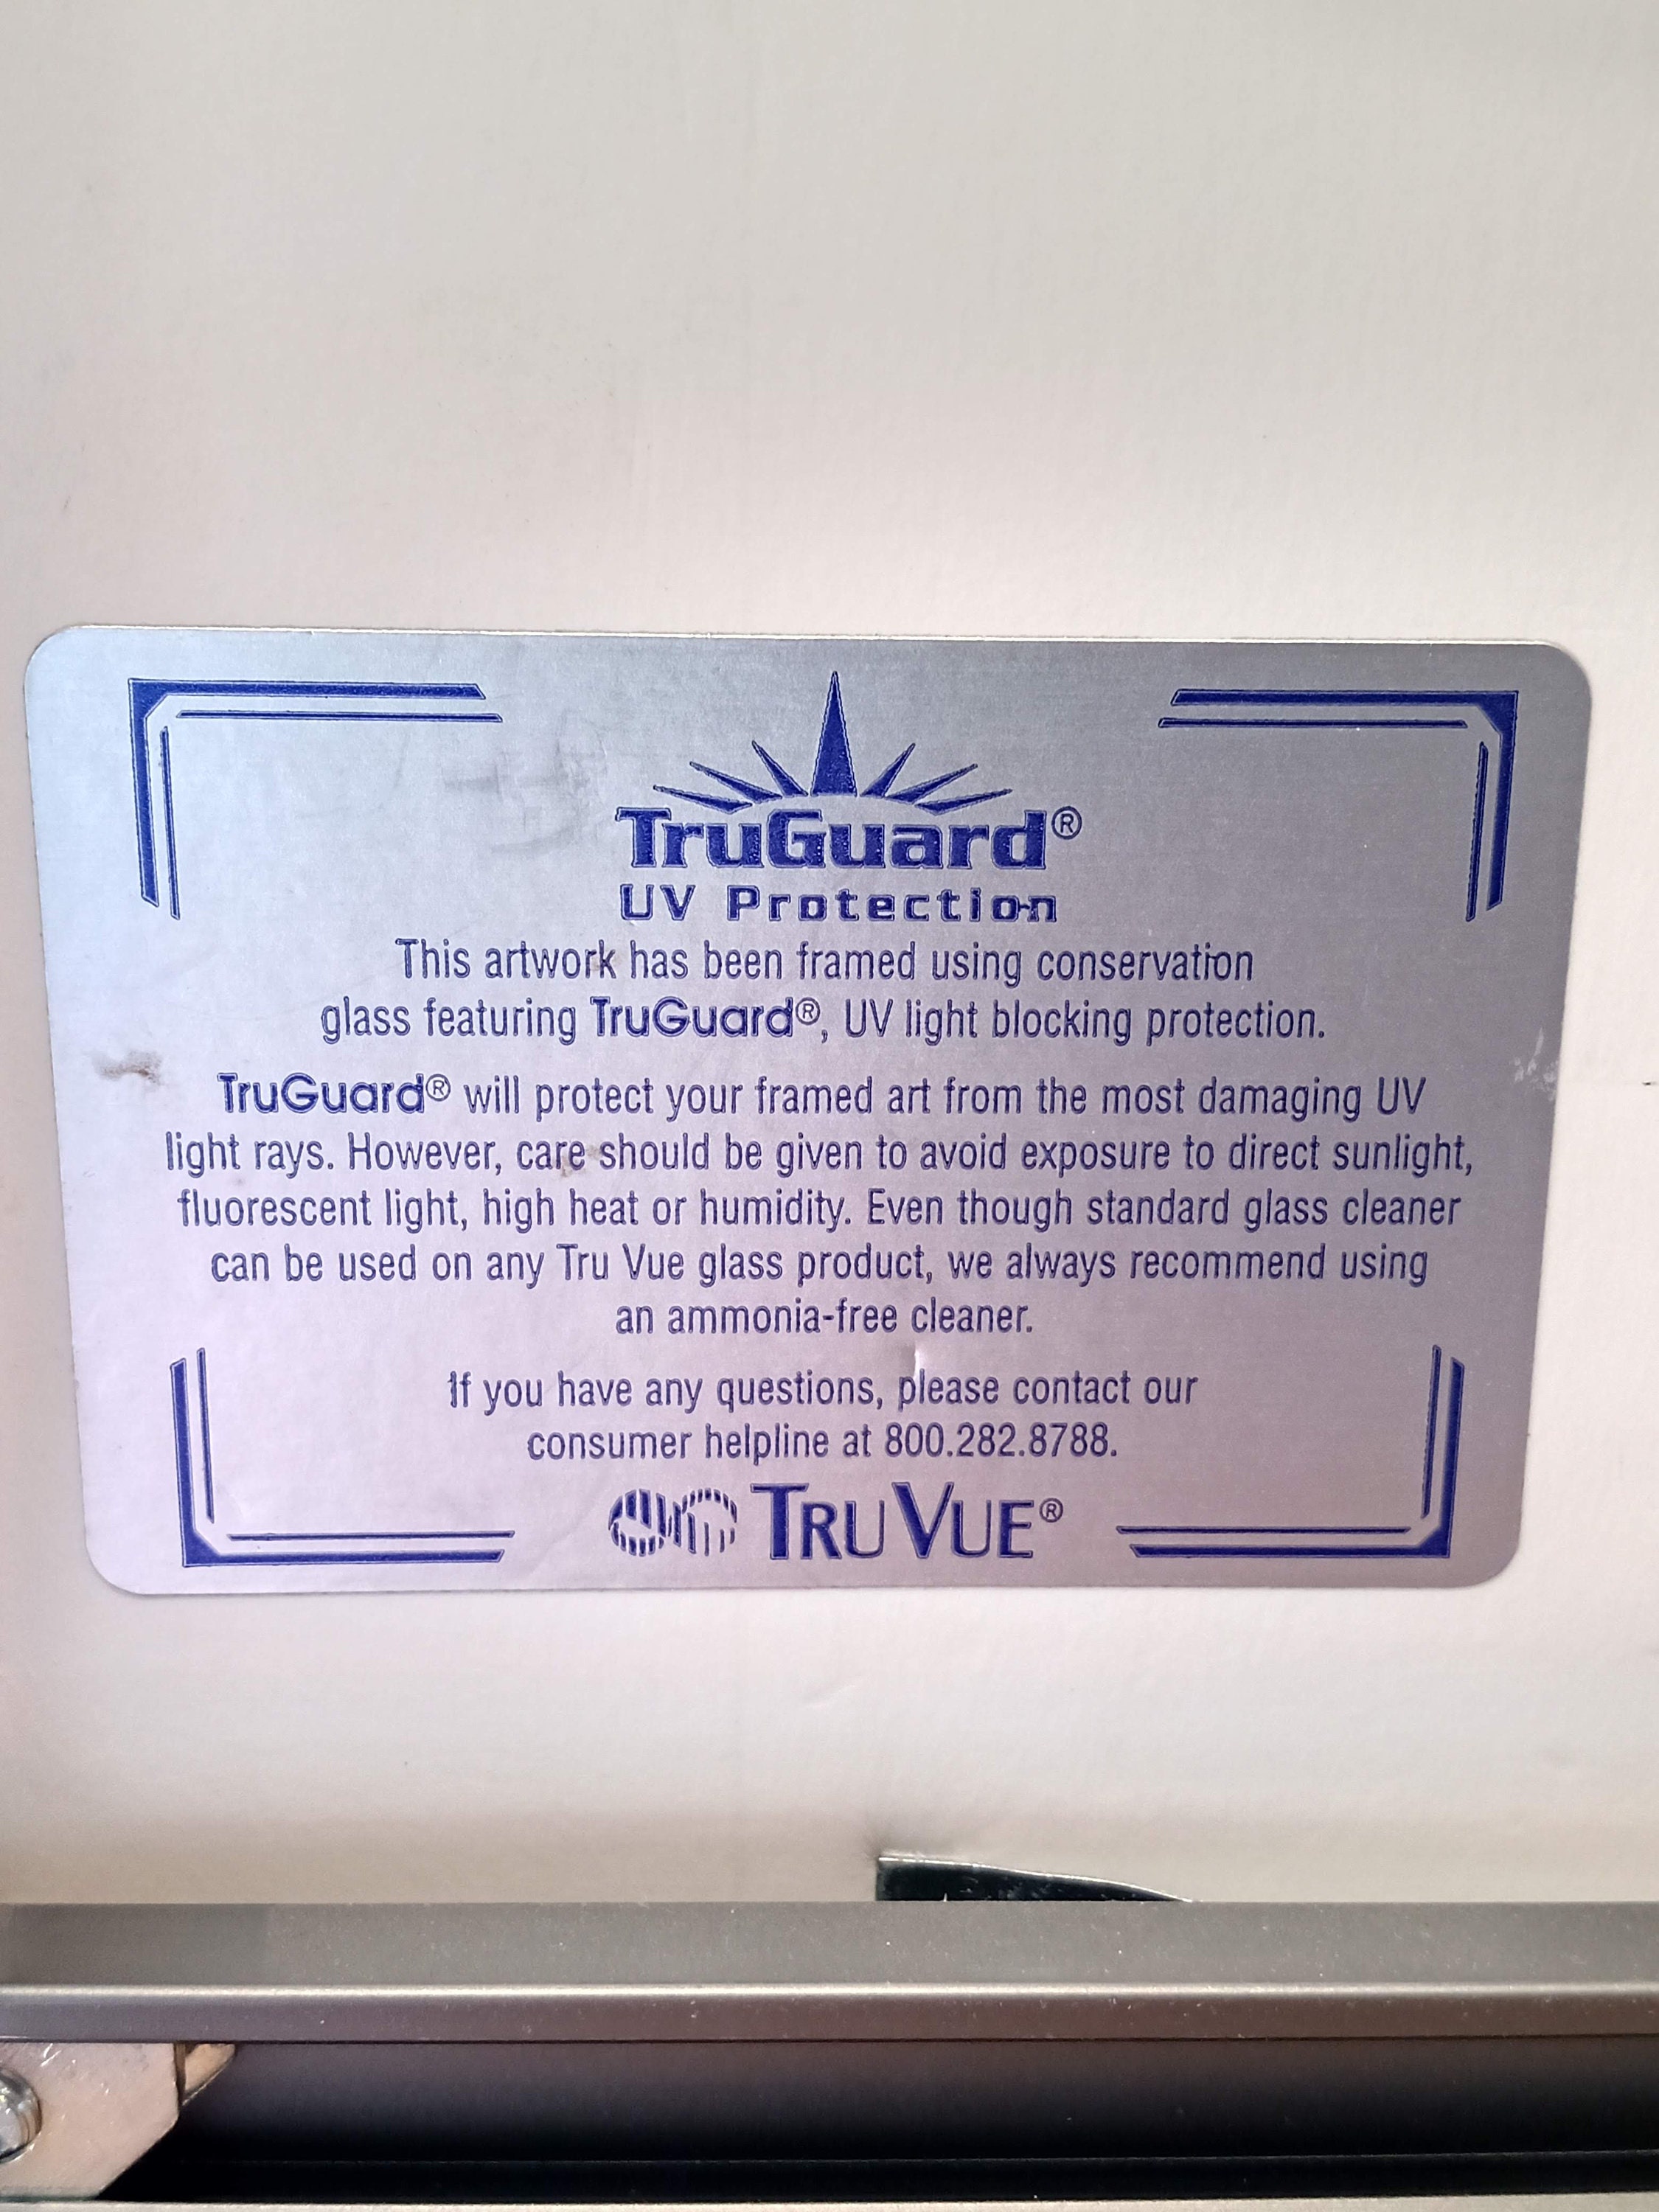 TruGuard®
UV Protection
This artwork has been framed using conservation
glass featuring TruGuard®, UV light blocking protection.
TruGuard® will protect your framed art from the most damaging UV
light rays. However, care should be given to avoid exposure to direct sunlight,
fluorescent light, high heat or humidity. Even though standard glass cleaner
can be used on any Tru Vue glass product, we always recommend using
an ammonia-free cleaner.
If you have any questions, please contact our
consumer helpline at 800.282.8788.
TRU VUE®